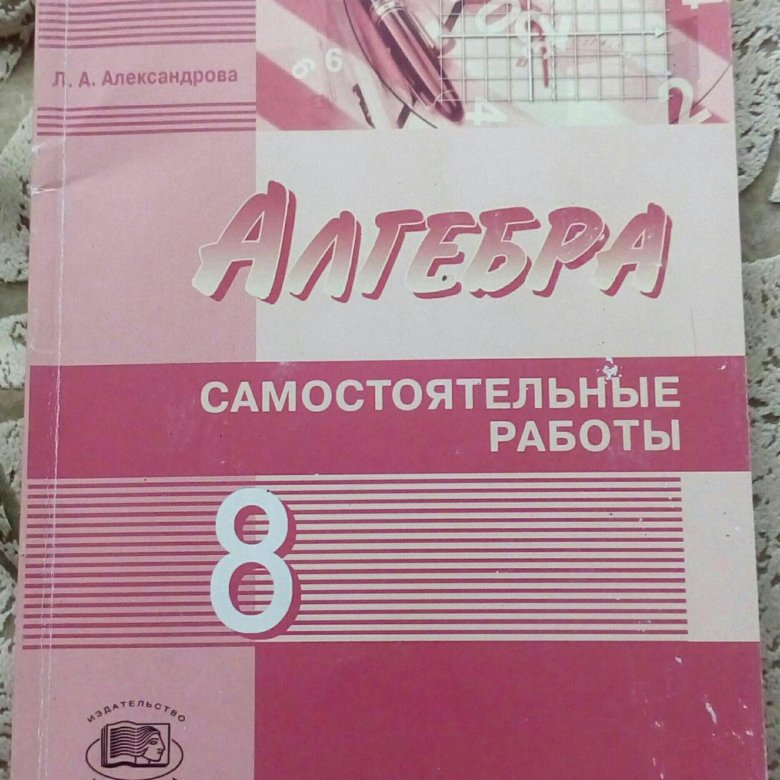 Л. А. Александрова
АЛГЕБРА
САМОСТОЯТЕЛЬНЫЕ
РАБОТЫ
8
ИЗДАТЕЛЬСТВО